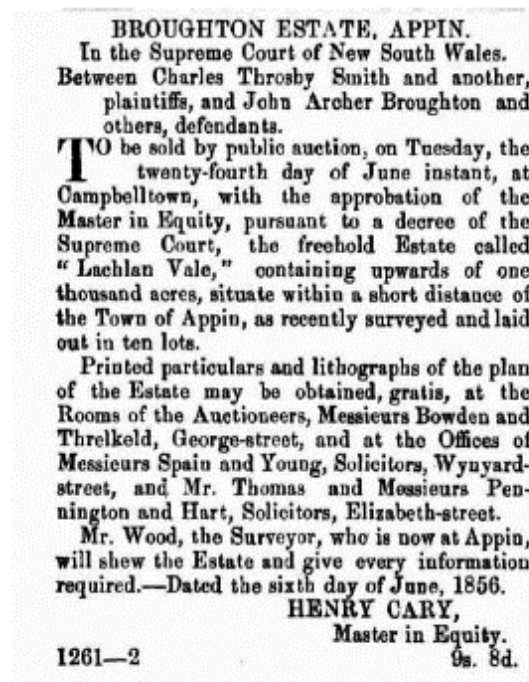 BROUGHTON ESTATE, APPIN.
In the Supreme Court of New South Wales.
Between Charles Throsby Smith and another,
plaintiffs, and John Archer Broughton and
others, defendants.
TO be sold by public auction, on Tuesday, the
twenty-fourth day of June instant, at
Campbelltown, with the approbation of the
Master in Equity, pursuant to a decree of the
Supreme Court, the freehold Estate called
“ Lachlan Vale,” containing upwards of one
thousand acres, situate within a short distance of
the Town of Appin, as recently surveyed and laid
out in ten lots.
Printed particulars and lithographs of the plan
of the Estate may be obtained, gratis, at the
Rooms of the Auctioneers, Messieurs Bowden and
Threlkeld, George-street, and at the Offices of
Messieurs Spain and Young, Solicitors, Wynyard-
street, and Mr. Thomas and Messieurs Pen-
nington and Hart, Solicitors, Elizabeth-street.
Mr. Wood, the Surveyor, who is now at Appin,
will shew the Estate and give every information
required.—Dated the sixth day of June, 1856.
HENRY CARY,
Master in Equity.
1261—2 9s. 8d.